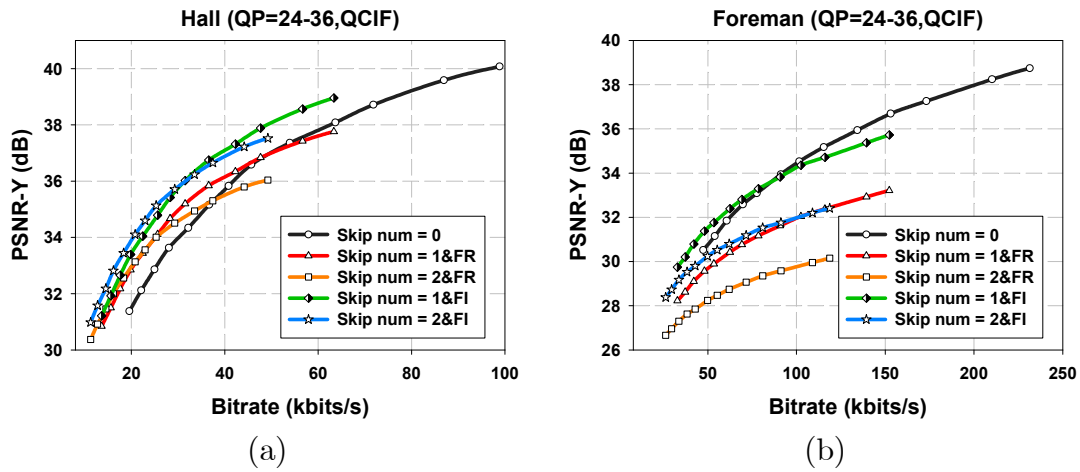 Hall (QP=24-36,QCIF)
PSNR-Y (dB)
40
38
36
34
32
30
20
40
60
80
100
Bitrate (kbits/s)
Skip num = 0
Skip num = 1&FR
Skip num = 2&FR
Skip num = 1&FI
Skip num = 2&FI
(a)
Foreman (QP=24-36,QCIF)
PSNR-Y (dB)
40
38
36
34
32
30
28
26
50
100
150
200
250
Bitrate (kbits/s)
Skip num = 0
Skip num = 1&FR
Skip num = 2&FR
Skip num = 1&FI
Skip num = 2&FI
(b)